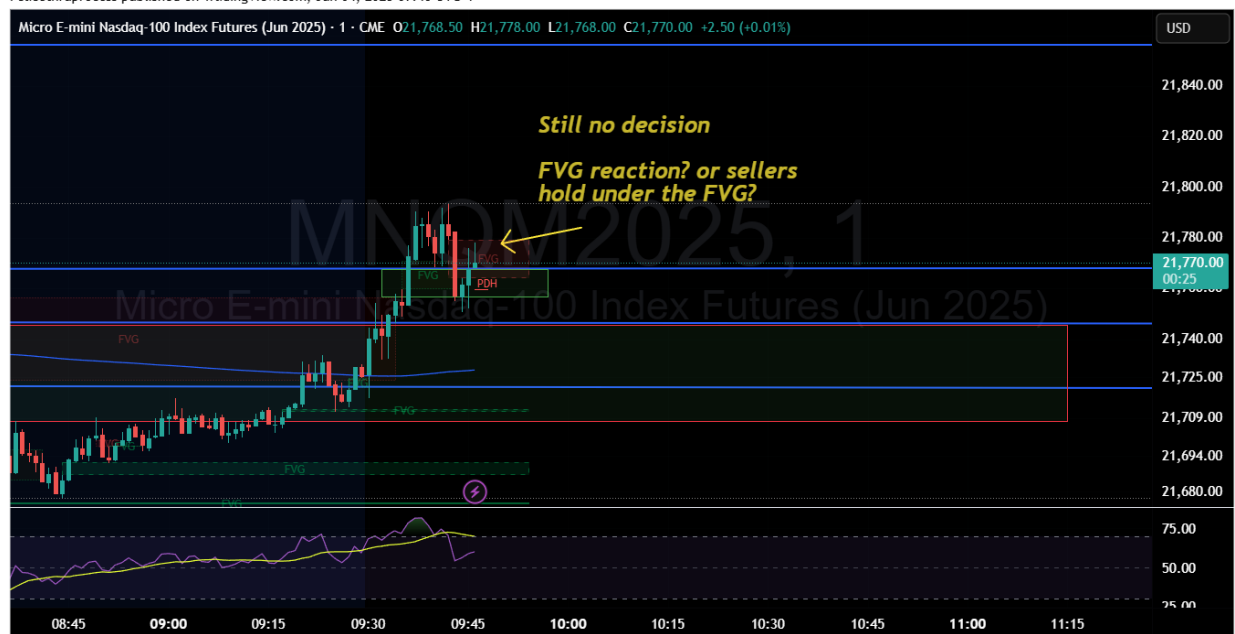 Micro E-mini Nasdaq-100 Index Futures (Jun 2025) · 1 · CME O21,768.50 H21,778.00 L21,768.00 C21,770.00 +2.50 (+0.01%)
USD
21,840.00
Still no decision
21,820.00
FVG reaction? or sellers
hold under the FVG?
21,800.00
MNQM2025, 1
21,780.00
FVG
21,770.00
00:25
FVG
PDH
Micro E-mini Nasdaq-100 Index Futures (Jun 2025)
FVG
21,740.00
FVG
21,725.00
FVG
21,709.00
FVG
21,694.00
FVG
21,680.00
FVG
75.00
50.00
25.00
08:45 09:00 09:15 09:30 09:45 10:00 10:15 10:30 10:45 11:00 11:15